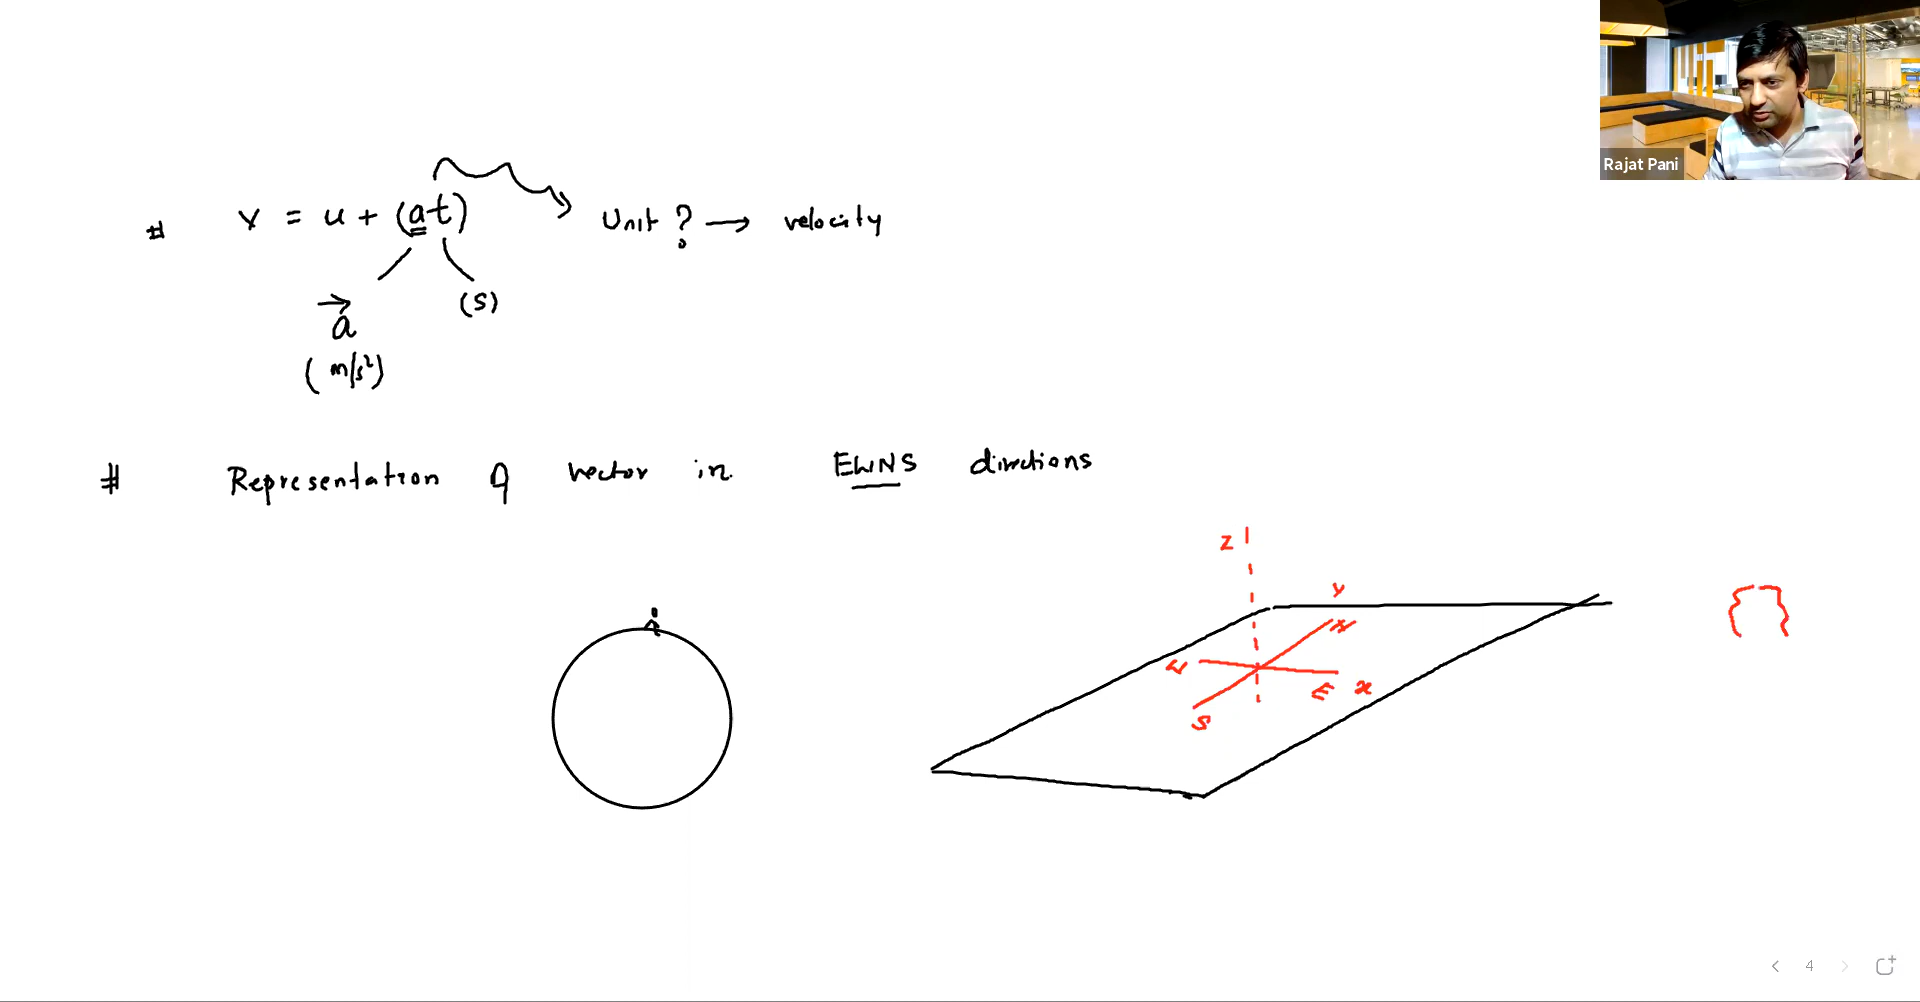 Rajat Pani
# v = u + (at) Unit ? → velocity
a⃗ (s)
(m/s²)
# Representation of vector in EWNS directions
Z
Y
N
W
E x
S
4